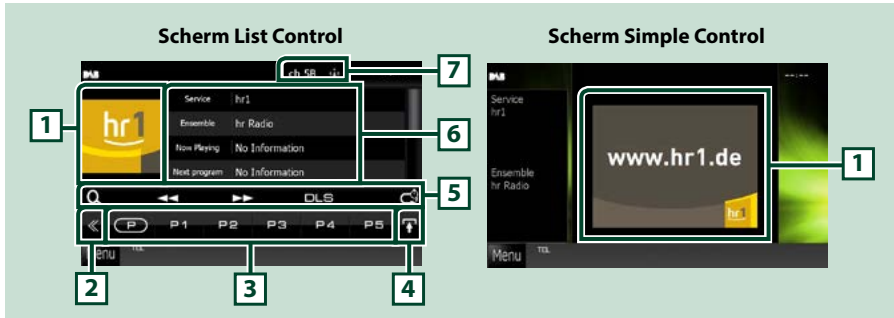 Scherm List Control
Scherm Simple Control
DAB
ch 5B
7
1
hr1
Service hr1
Ensemble hr Radio
Now Playing No Information
Next program No Information
6
DLS
5
P P1 P2 P3 P4 P5
Menu TEL
2
3
4
DAB
--:--
Service
hr1
Ensemble
hr Radio
www.hr1.de
hr1
1
Menu TEL